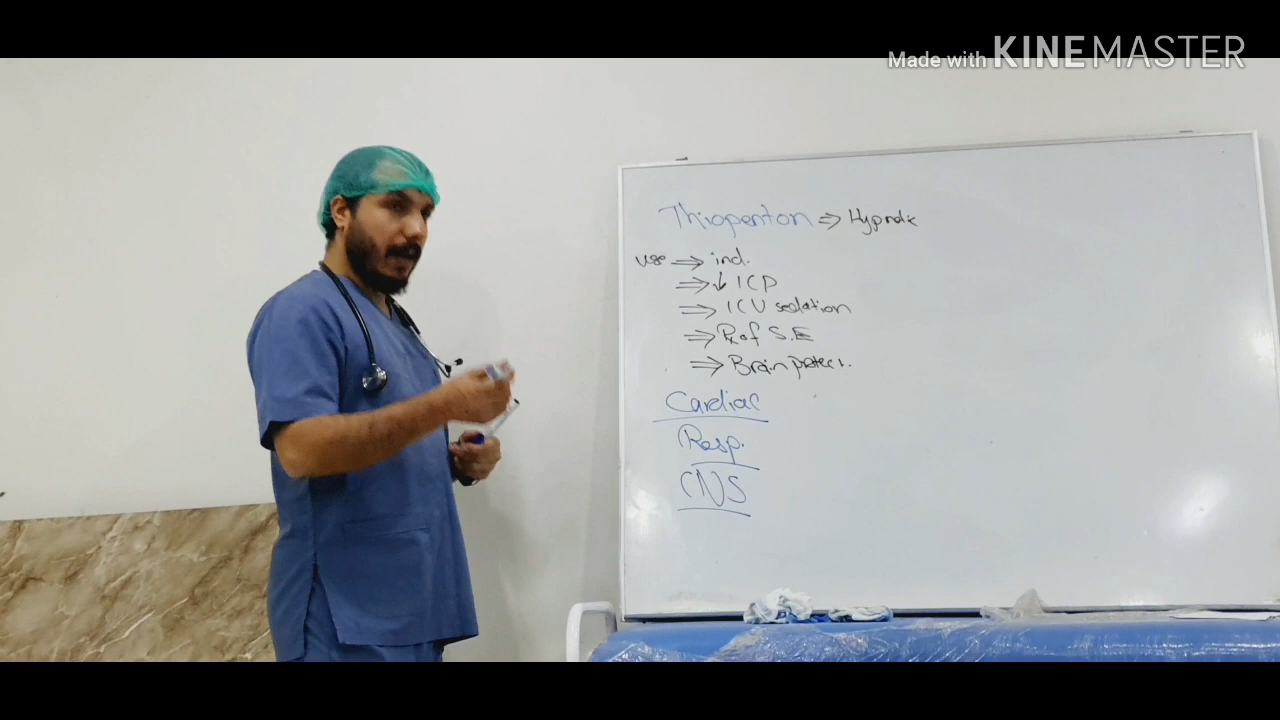 Made with KINEMASTER
Thiopenton ⇒ Hypnotic
use ⇒ ind.
⇒ ↓ ICP
⇒ ICU sedation
⇒ Rx of S.E
⇒ Brain protect.
Cardiac
Resp.
CNS